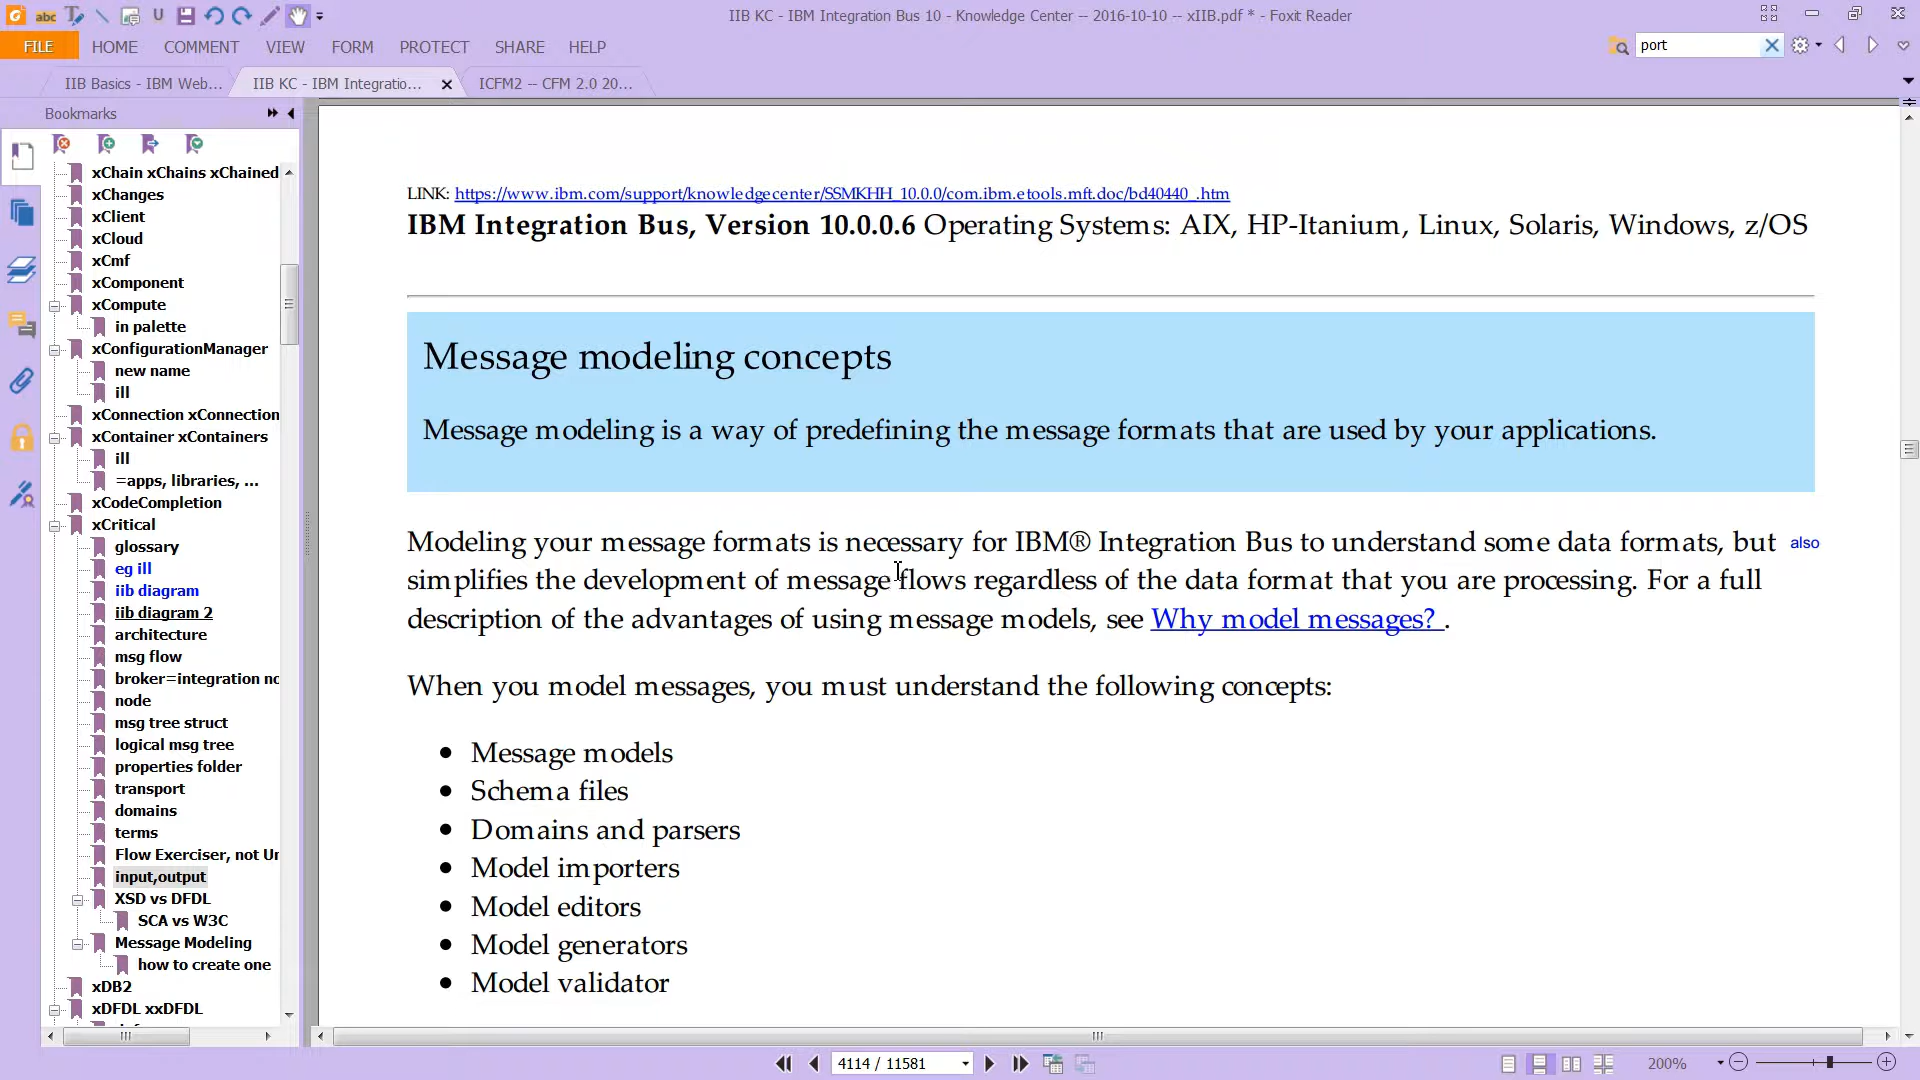 IIB KC - IBM Integration Bus 10 - Knowledge Center -- 2016-10-10 -- xIIB.pdf * - Foxit Reader
FILE HOME COMMENT VIEW FORM PROTECT SHARE HELP
port
IIB Basics - IBM Web... IIB KC - IBM Integratio... ICFM2 -- CFM 2.0 20...
Bookmarks
xChain xChains xChained
xChanges
xClient
xCloud
xCmf
xComponent
xCompute
in palette
xConfigurationManager
new name
ill
xConnection xConnection
xContainer xContainers
ill
=apps, libraries, ...
xCodeCompletion
xCritical
glossary
eg ill
iib diagram
iib diagram 2
architecture
msg flow
broker=integration no
node
msg tree struct
logical msg tree
properties folder
transport
domains
terms
Flow Exerciser, not Un
input,output
XSD vs DFDL
SCA vs W3C
Message Modeling
how to create one
xDB2
xDFDL xxDFDL
LINK: https://www.ibm.com/support/knowledgecenter/SSMKHH_10.0.0/com.ibm.etools.mft.doc/bd40440_.htm
IBM Integration Bus, Version 10.0.0.6 Operating Systems: AIX, HP-Itanium, Linux, Solaris, Windows, z/OS
Message modeling concepts
Message modeling is a way of predefining the message formats that are used by your applications.
Modeling your message formats is necessary for IBM® Integration Bus to understand some data formats, but also
simplifies the development of message flows regardless of the data format that you are processing. For a full
description of the advantages of using message models, see Why model messages? .
When you model messages, you must understand the following concepts:
• Message models
• Schema files
• Domains and parsers
• Model importers
• Model editors
• Model generators
• Model validator
4114 / 11581
200%